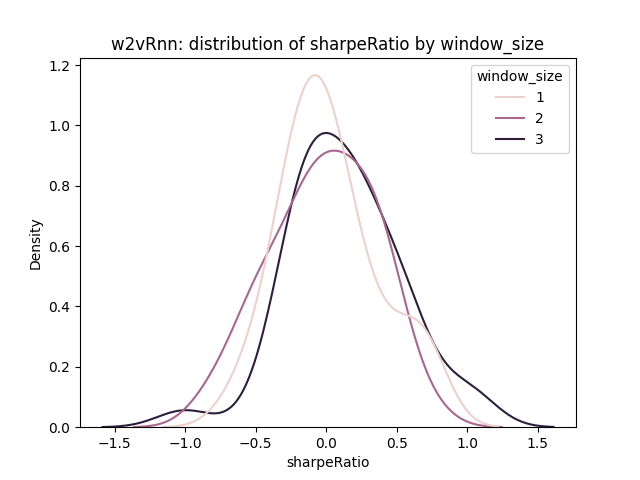 w2vRnn: distribution of sharpeRatio by window_size
window_size
1
2
3
Density
1.2
1.0
0.8
0.6
0.4
0.2
0.0
−1.5 −1.0 −0.5 0.0 0.5 1.0 1.5
sharpeRatio